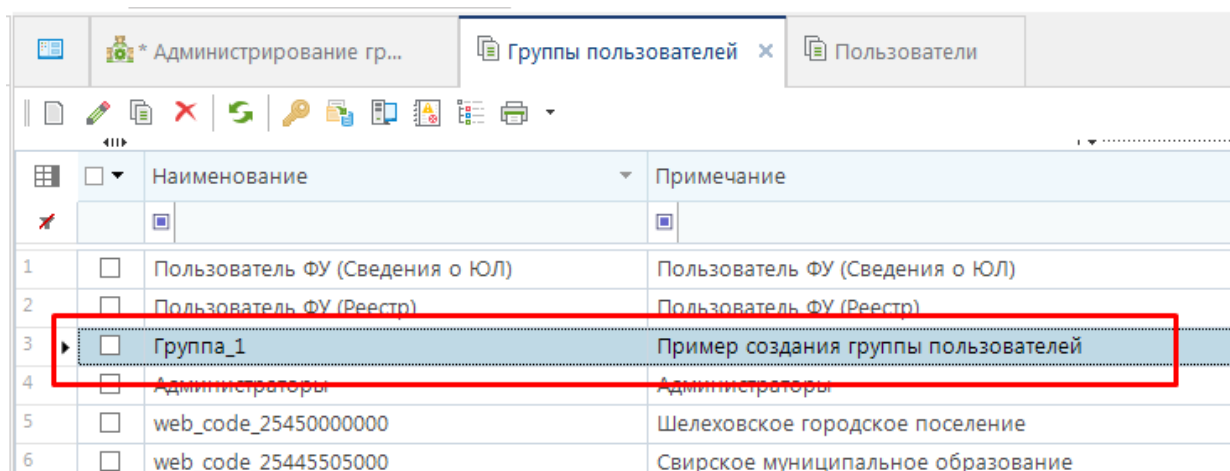 * Администрирование гр... Группы пользователей × Пользователи
Наименование Примечание
1 Пользователь ФУ (Сведения о ЮЛ) Пользователь ФУ (Сведения о ЮЛ)
2 Пользователь ФУ (Реестр) Пользователь ФУ (Реестр)
3 Группа_1 Пример создания группы пользователей
4 Администраторы Администраторы
5 web_code_25450000000 Шелеховское городское поселение
6 web_code_25445505000 Свирское муниципальное образование